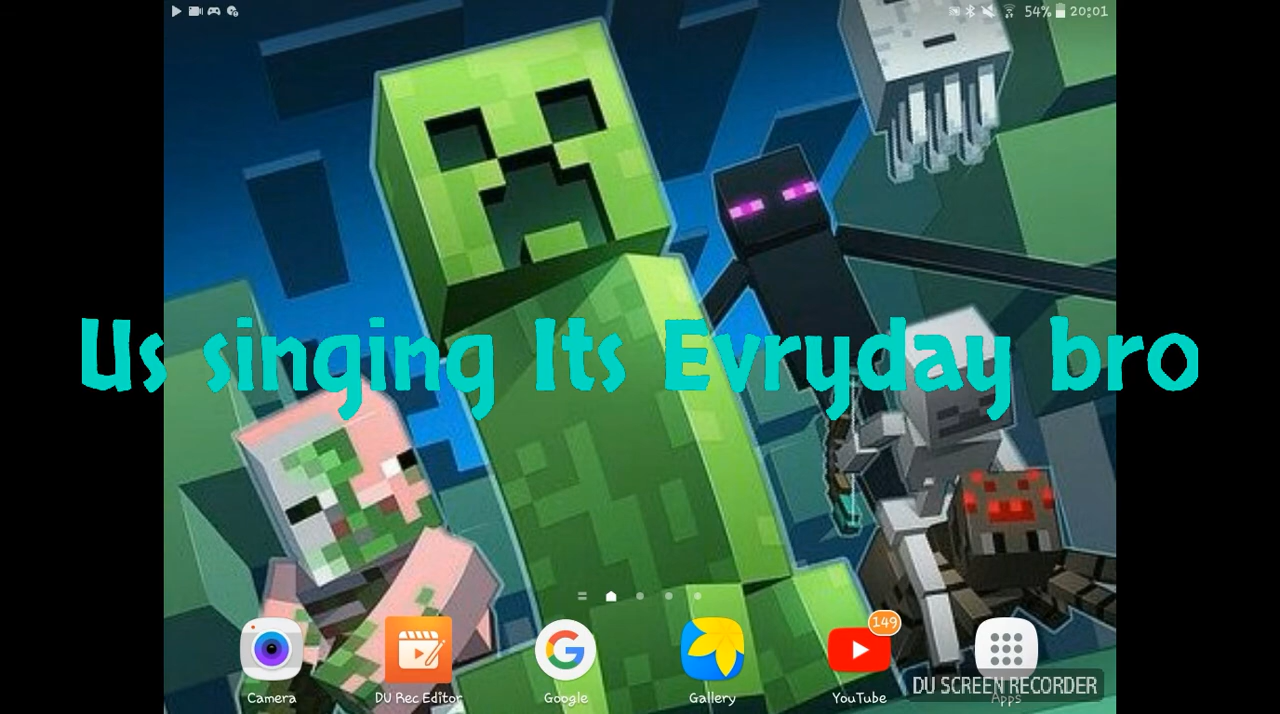 54% 20:01
Us singing Its Evryday bro
149
Camera DU Rec Editor Google Gallery YouTube Apps
DU SCREEN RECORDER